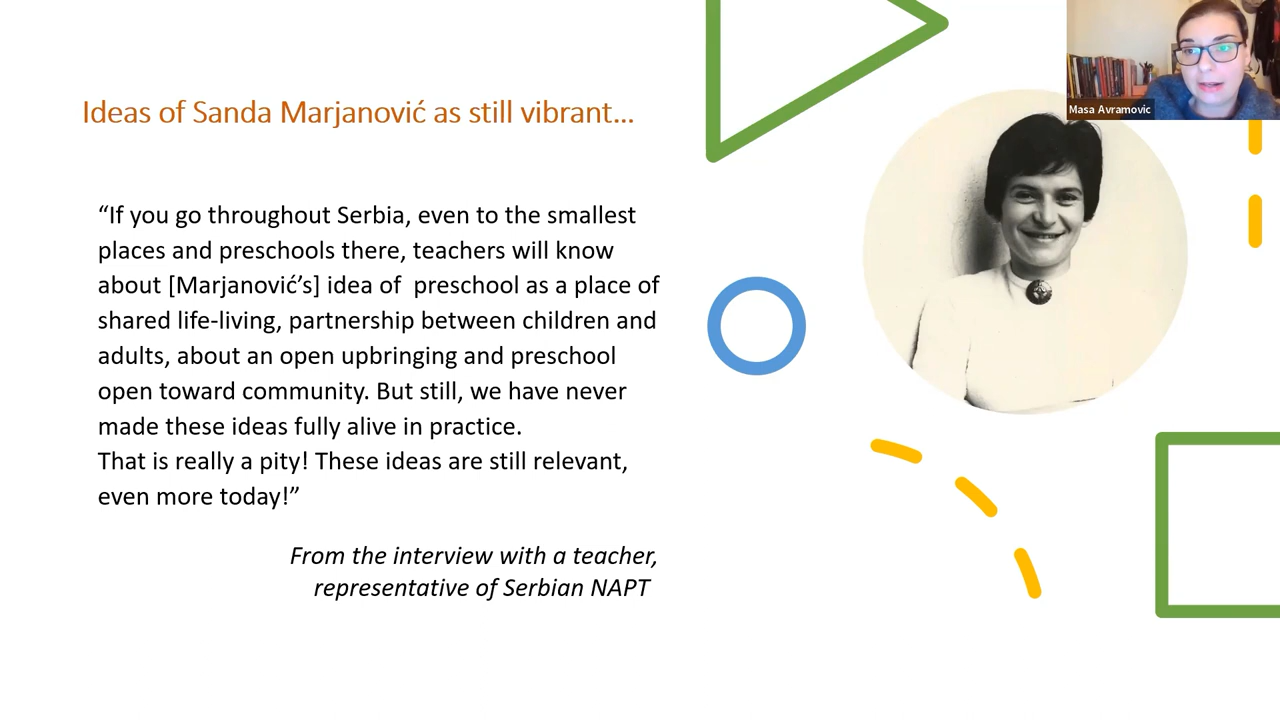 Ideas of Sanda Marjanović as still vibrant...
“If you go throughout Serbia, even to the smallest
places and preschools there, teachers will know
about [Marjanović’s] idea of  preschool as a place of
shared life-living, partnership between children and
adults, about an open upbringing and preschool
open toward community. But still, we have never
made these ideas fully alive in practice.
That is really a pity! These ideas are still relevant,
even more today!”
From the interview with a teacher,
representative of Serbian NAPT
Masa Avramovic